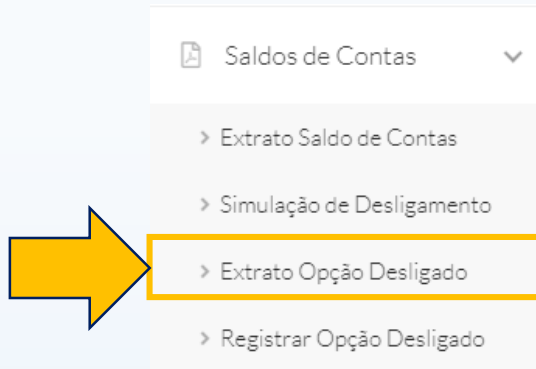 Saldos de Contas
Extrato Saldo de Contas
Simulação de Desligamento
Extrato Opção Desligado
Registrar Opção Desligado